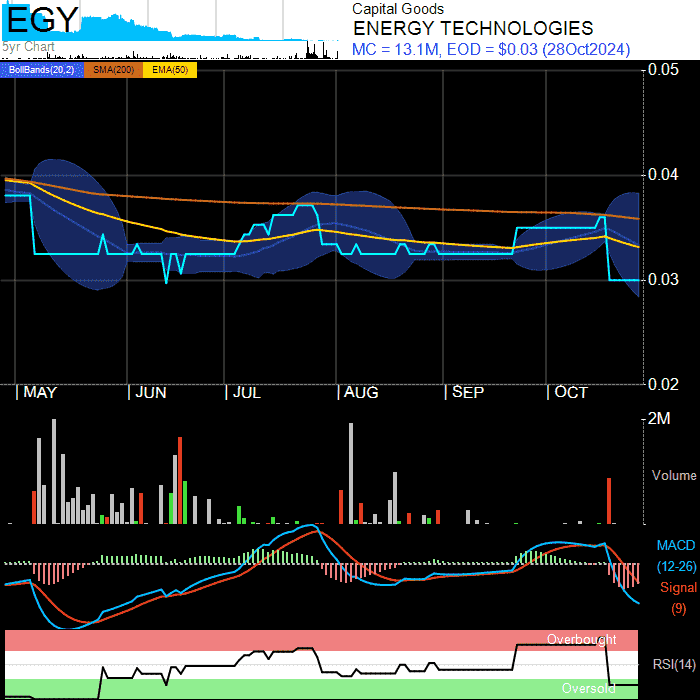 EGY
5yr Chart
Capital Goods
ENERGY TECHNOLOGIES
MC = 13.1M, EOD = $0.03 (28Oct2024)
BollBands(20,2) SMA(200) EMA(50)
0.05
0.04
0.03
0.02
MAY JUN JUL AUG SEP OCT
2M
Volume
MACD
(12-26)
Signal
(9)
Overbought
RSI(14)
Oversold